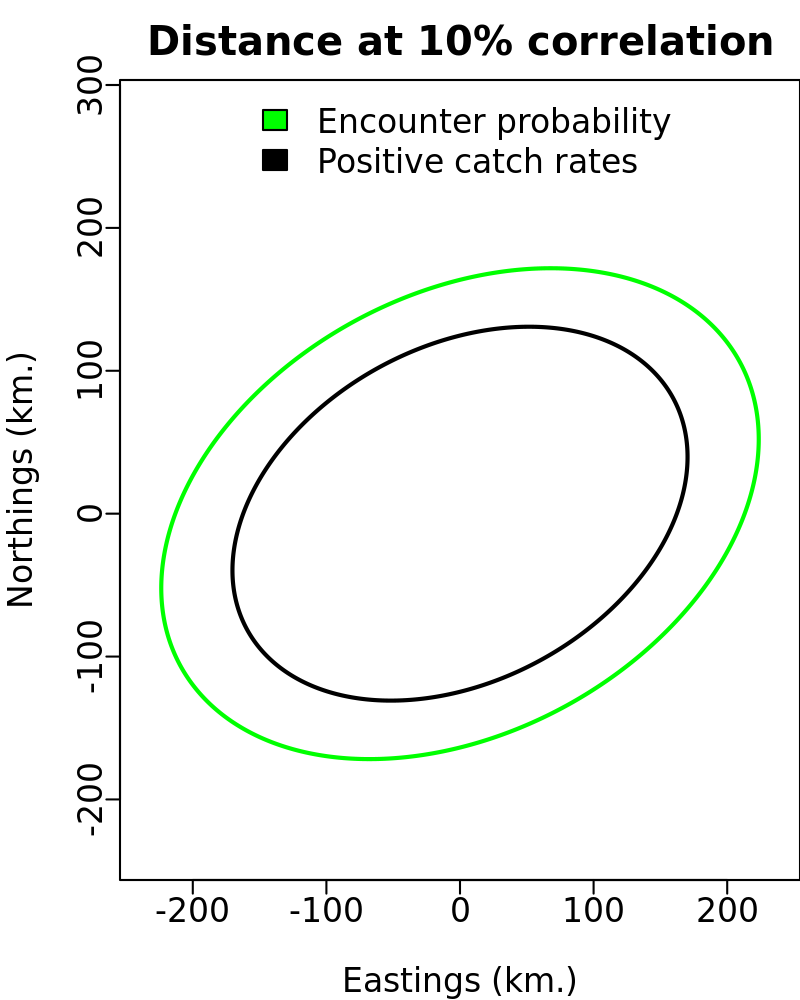 Distance at 10% correlation
Encounter probability
Positive catch rates
300
200
100
0
-100
-200
Northings (km.)
-200 -100 0 100 200
Eastings (km.)